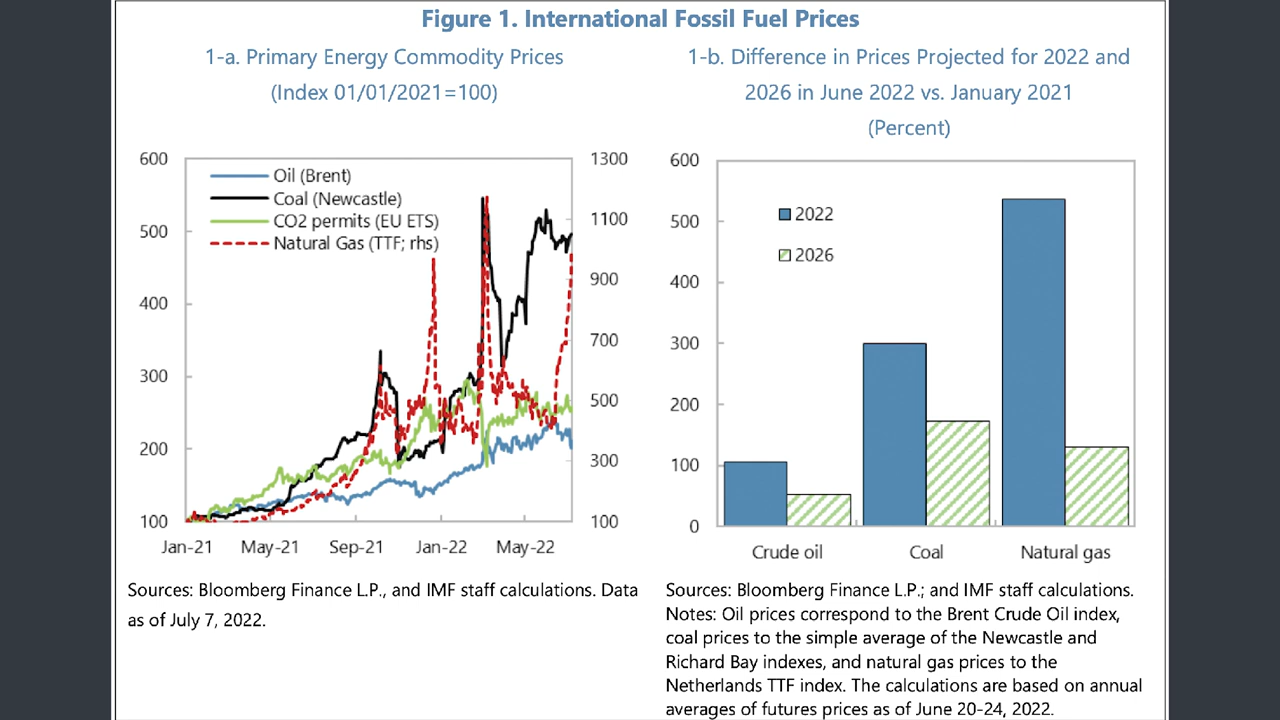 Figure 1. International Fossil Fuel Prices
1-a. Primary Energy Commodity Prices
(Index 01/01/2021=100)
600
500
400
300
200
100
1300
1100
900
700
500
300
100
Oil (Brent)
Coal (Newcastle)
CO2 permits (EU ETS)
Natural Gas (TTF; rhs)
Jan-21
May-21
Sep-21
Jan-22
May-22
Sources: Bloomberg Finance L.P., and IMF staff calculations. Data
as of July 7, 2022.
1-b. Difference in Prices Projected for 2022 and
2026 in June 2022 vs. January 2021
(Percent)
600
500
400
300
200
100
0
2022
2026
Crude oil
Coal
Natural gas
Sources: Bloomberg Finance L.P.; and IMF staff calculations.
Notes: Oil prices correspond to the Brent Crude Oil index,
coal prices to the simple average of the Newcastle and
Richard Bay indexes, and natural gas prices to the
Netherlands TTF index. The calculations are based on annual
averages of futures prices as of June 20-24, 2022.